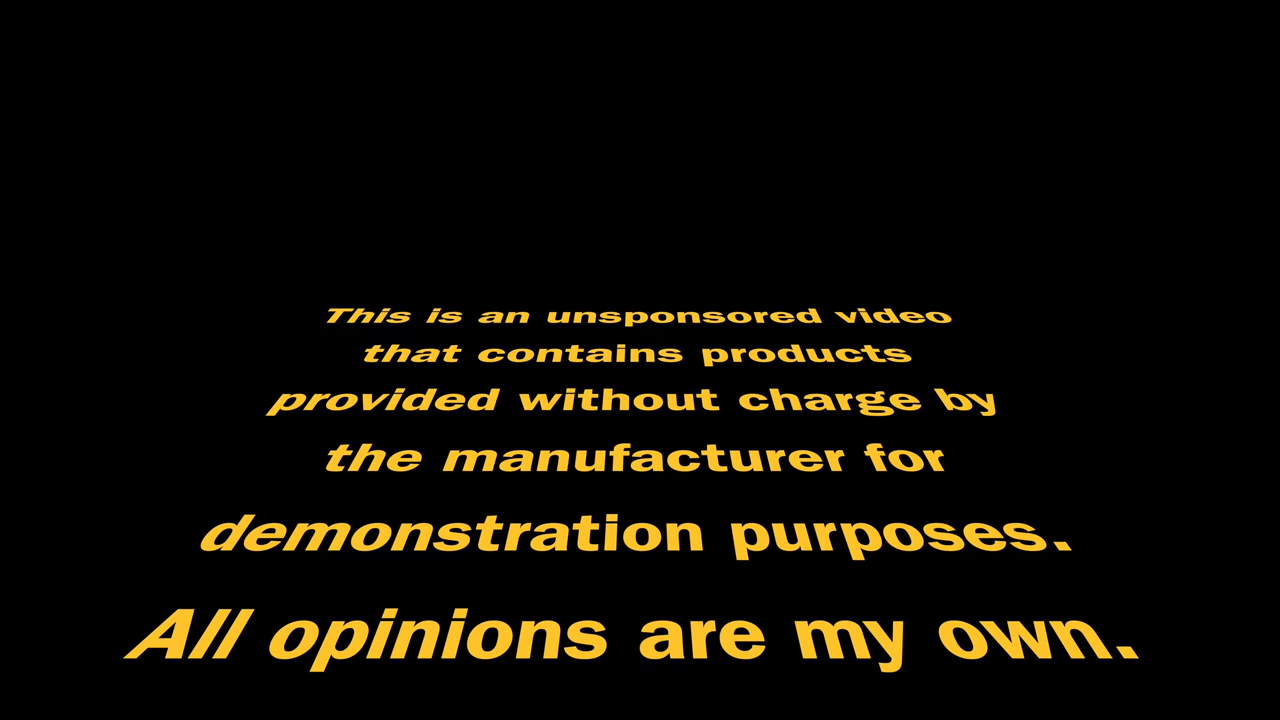 This is an unsponsored video
that contains products
provided without charge by
the manufacturer for
demonstration purposes.
All opinions are my own.